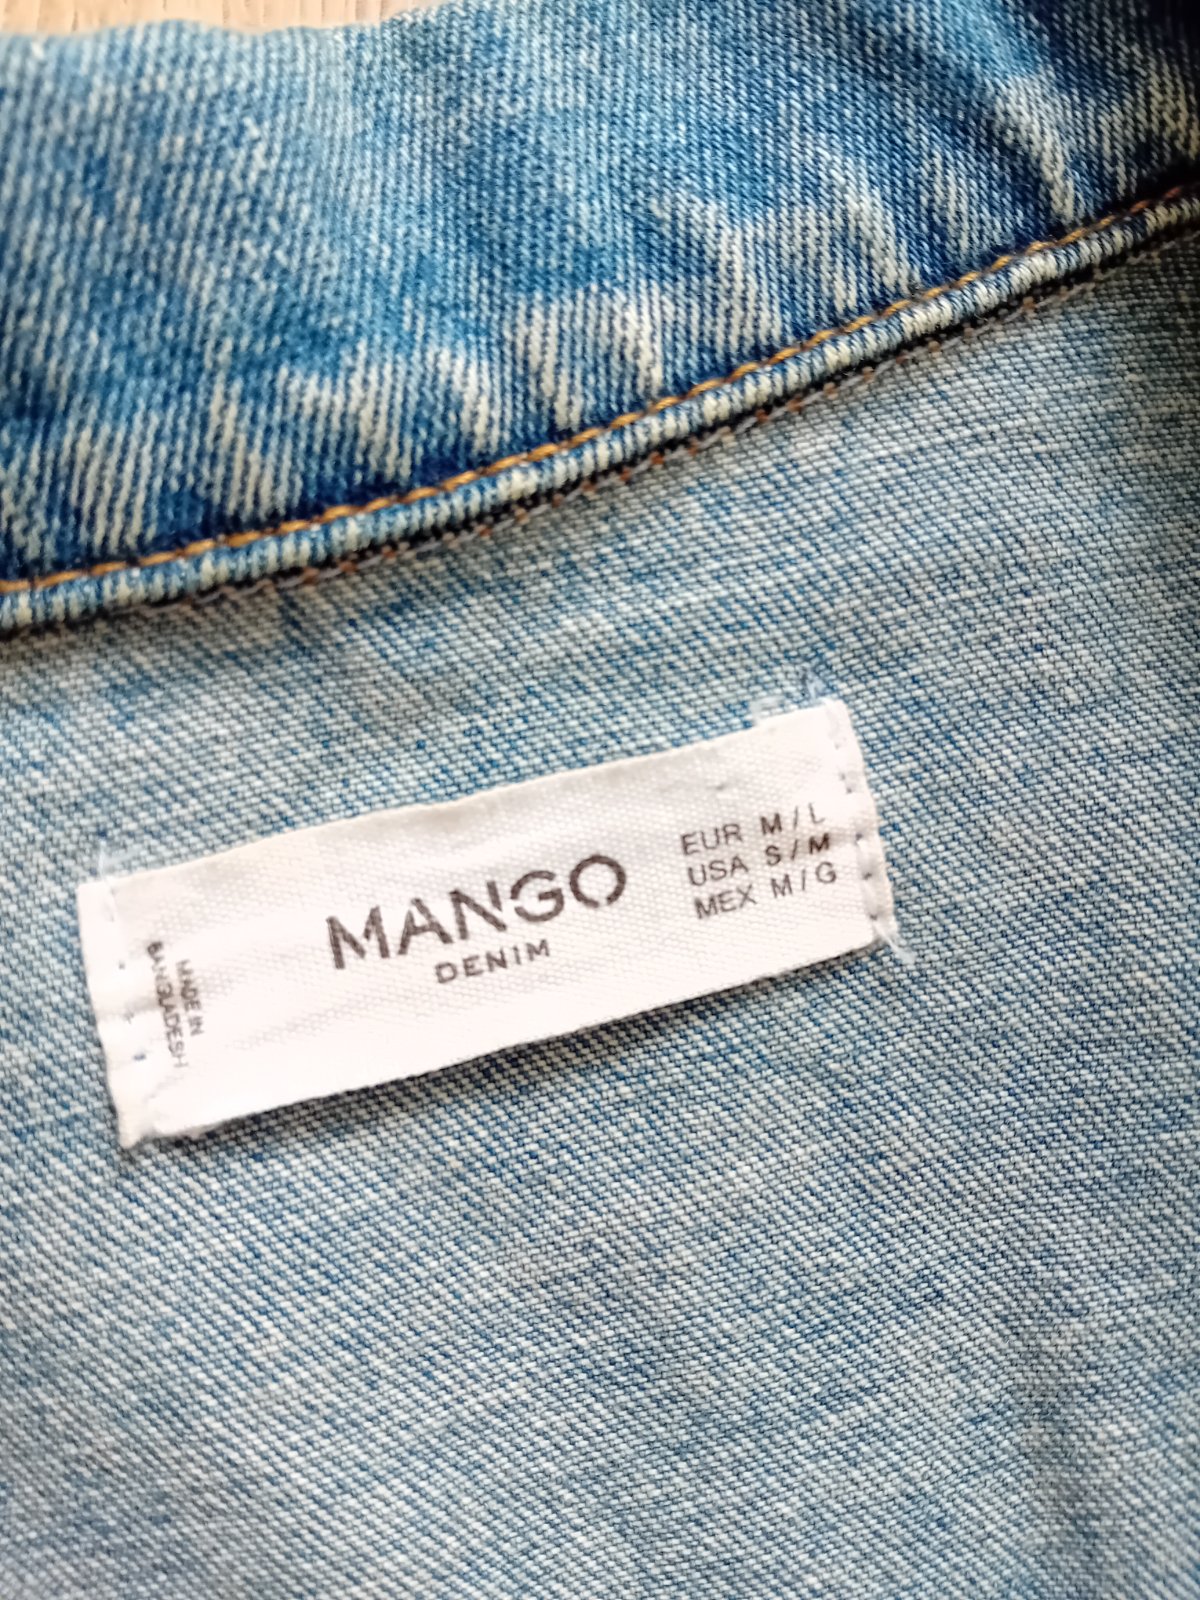 MANGO
DENIM
EUR M / L
USA S / M
MEX M / G
MADE IN
BANGLADESH